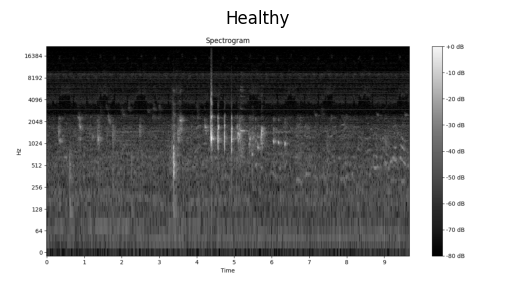 Healthy
Spectrogram
16384
8192
4096
2048
1024
512
256
128
64
0
Hz
0 1 2 3 4 5 6 7 8 9
Time
+0 dB
-10 dB
-20 dB
-30 dB
-40 dB
-50 dB
-60 dB
-70 dB
-80 dB